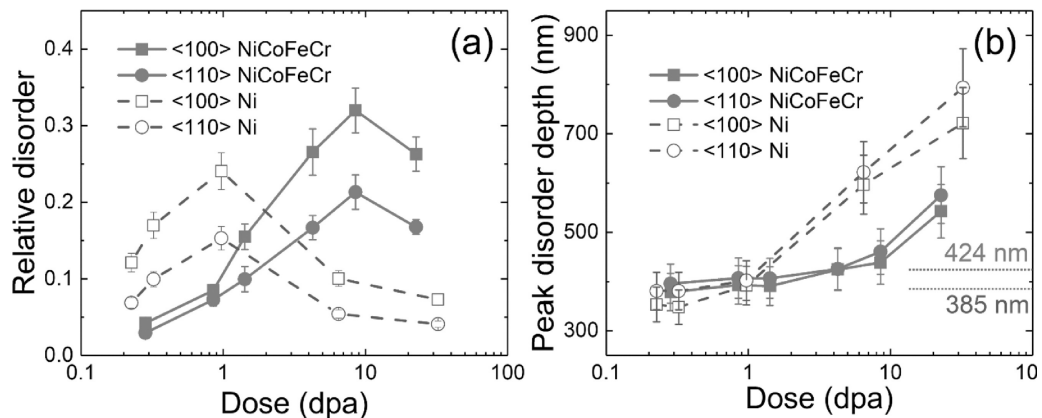 (a)
<100> NiCoFeCr
<110> NiCoFeCr
<100> Ni
<110> Ni
Relative disorder
0.4
0.3
0.2
0.1
0.0
0.1 1 10 100
Dose (dpa)
(b)
<100> NiCoFeCr
<110> NiCoFeCr
<100> Ni
<110> Ni
Peak disorder depth (nm)
900
700
500
300
424 nm
385 nm
0.1 1 10 100
Dose (dpa)